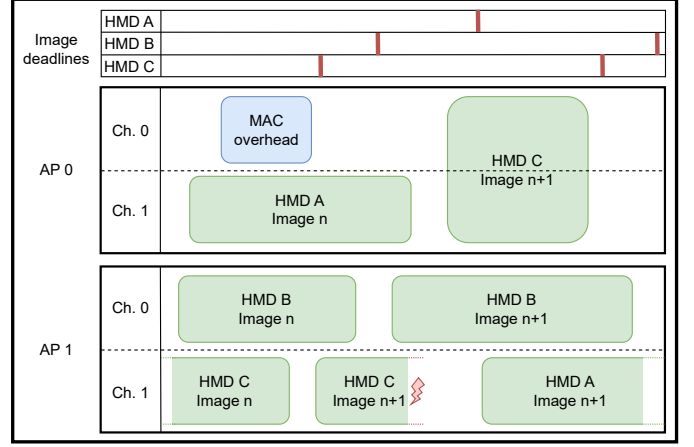 Image
deadlines
HMD A
HMD B
HMD C
AP 0
Ch. 0
MAC
overhead
HMD C
Image n+1
Ch. 1
HMD A
Image n
AP 1
Ch. 0
HMD B
Image n
HMD B
Image n+1
Ch. 1
HMD C
Image n
HMD C
Image n+1
HMD A
Image n+1